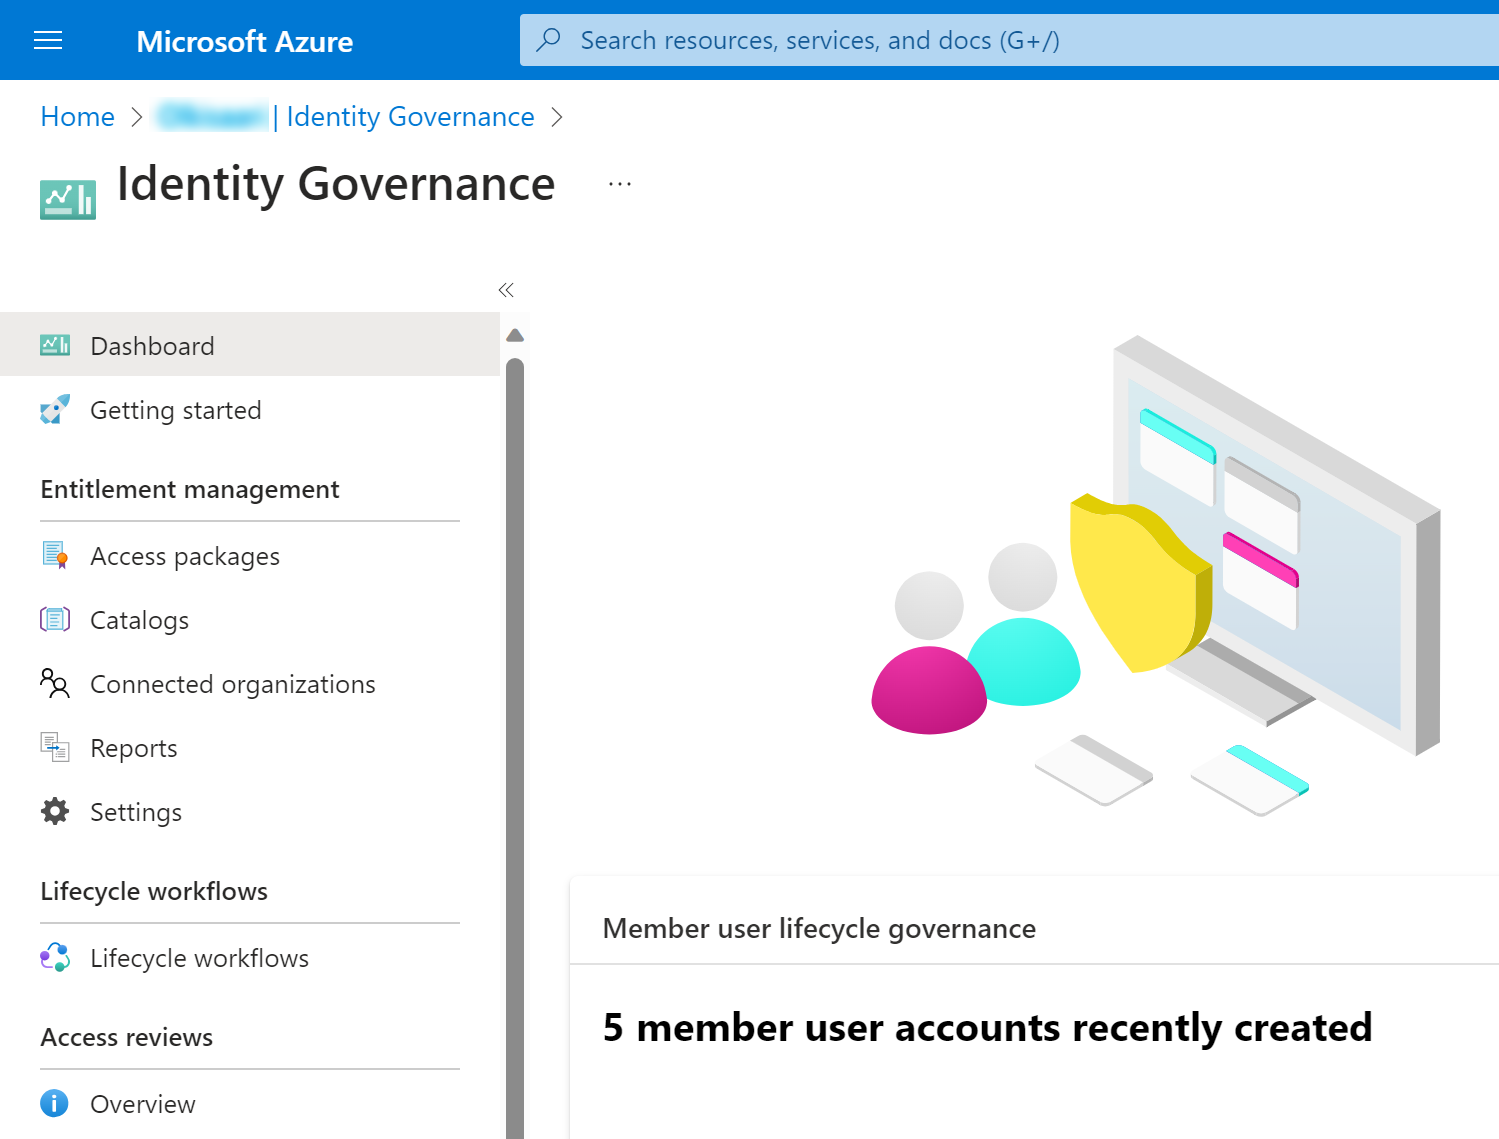 Microsoft Azure
Search resources, services, and docs (G+/)
Home > | Identity Governance >
Identity Governance ...
«
Dashboard
Getting started
Entitlement management
Access packages
Catalogs
Connected organizations
Reports
Settings
Lifecycle workflows
Lifecycle workflows
Access reviews
Overview
Member user lifecycle governance
5 member user accounts recently created